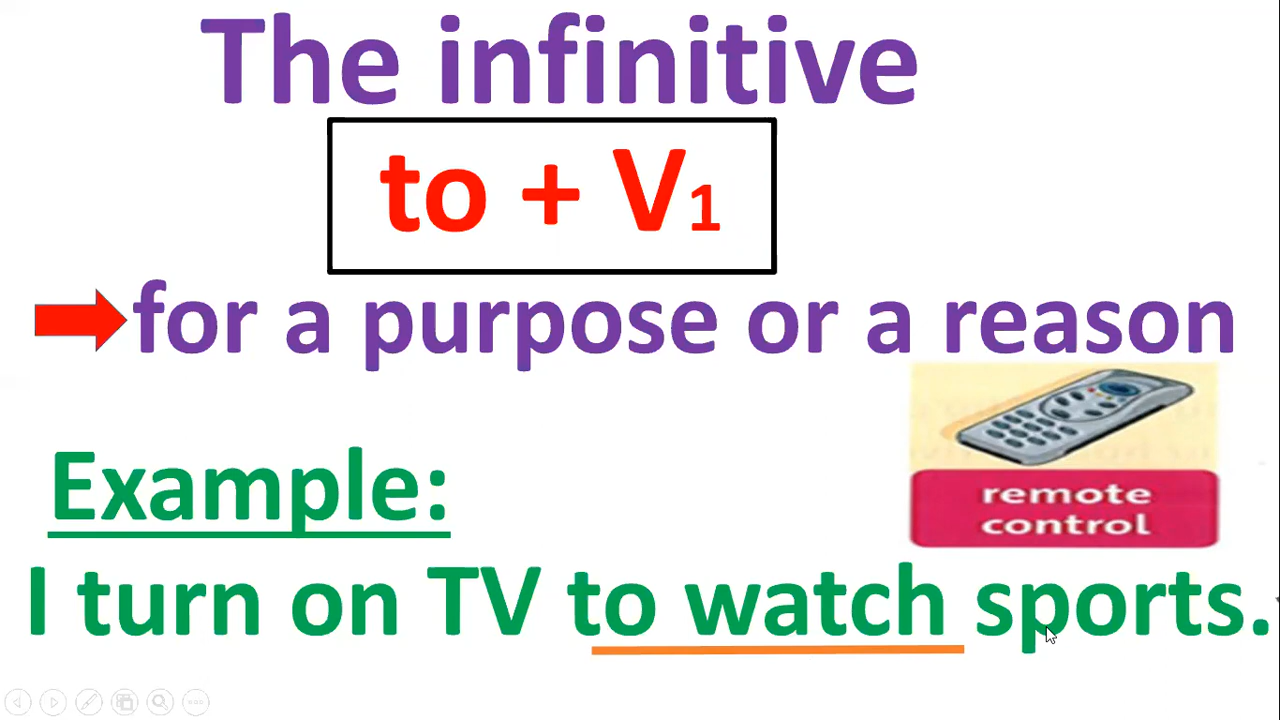 The infinitive
to + V1
for a purpose or a reason
Example:
remote
control
I turn on TV to watch sports.